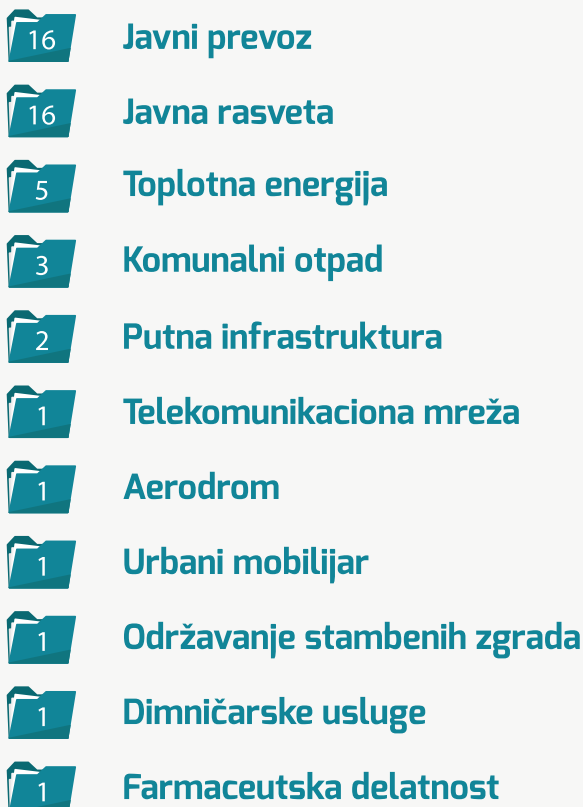 16 Javni prevoz
16 Javna rasveta
5 Toplotna energija
3 Komunalni otpad
2 Putna infrastruktura
1 Telekomunikaciona mreža
1 Aerodrom
1 Urbani mobilijar
1 Održavanje stambenih zgrada
1 Dimničarske usluge
1 Farmaceutska delatnost